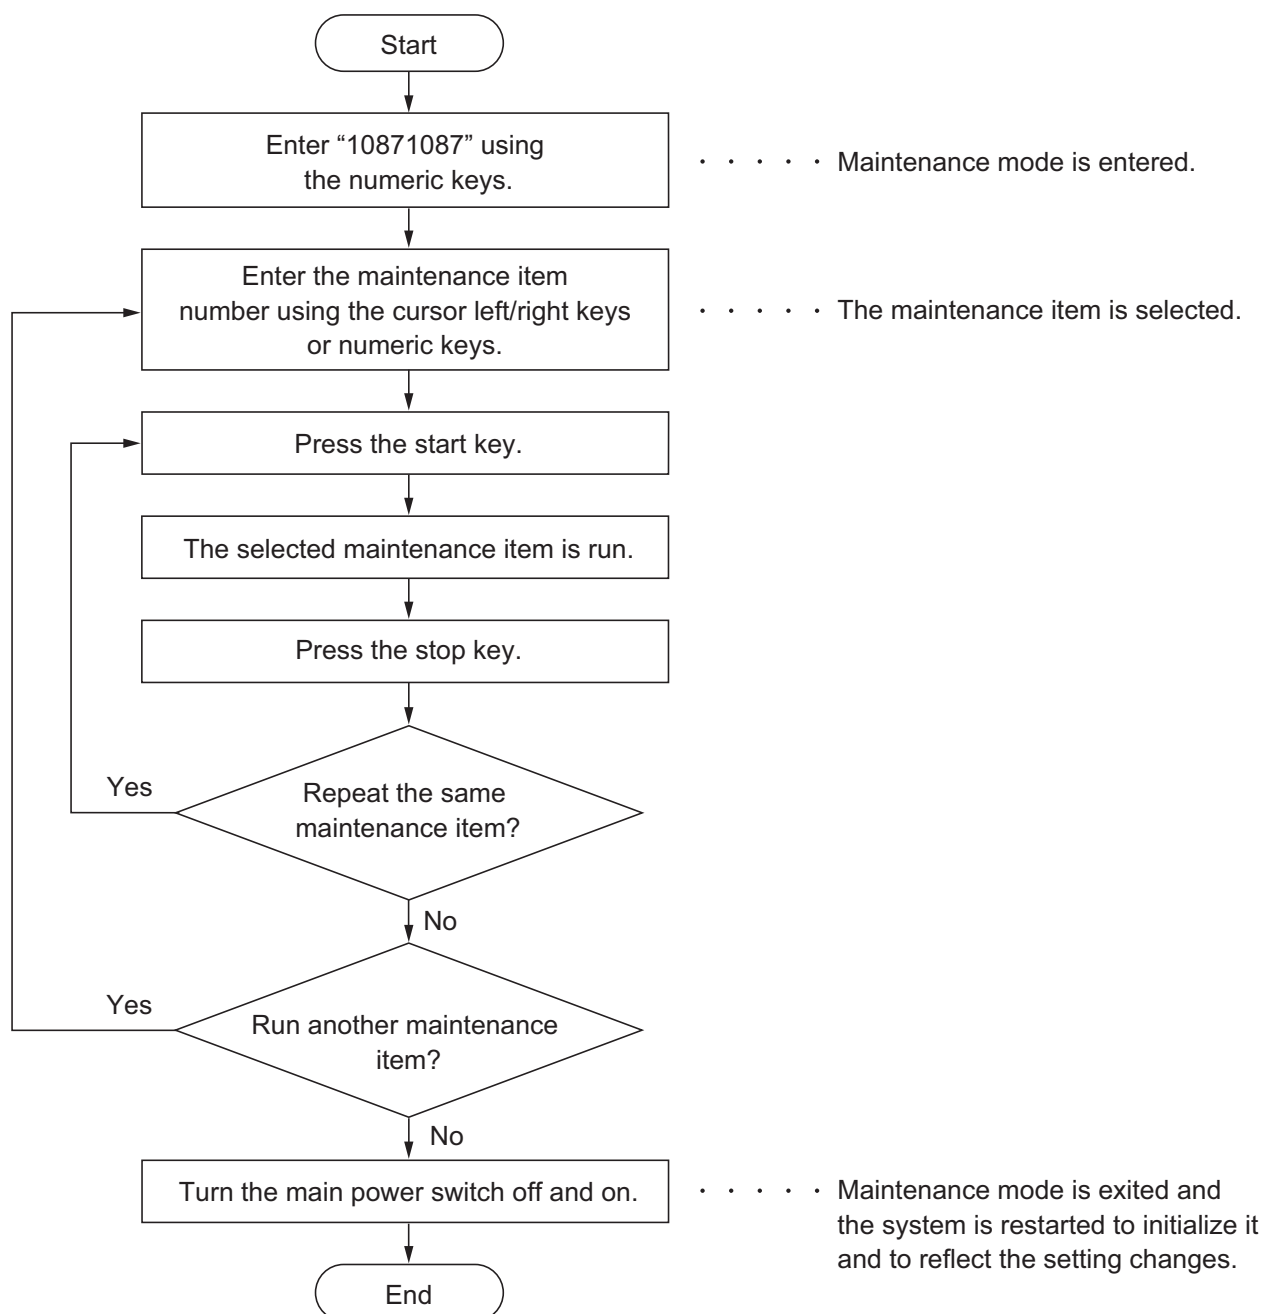 Start
Enter “10871087” using
the numeric keys.
· · · · · Maintenance mode is entered.
Enter the maintenance item
number using the cursor left/right keys
or numeric keys.
· · · · · The maintenance item is selected.
Press the start key.
The selected maintenance item is run.
Press the stop key.
Yes
Repeat the same
maintenance item?
No
Yes
Run another maintenance
item?
No
Turn the main power switch off and on.
· · · · · Maintenance mode is exited and
the system is restarted to initialize it
and to reflect the setting changes.
End